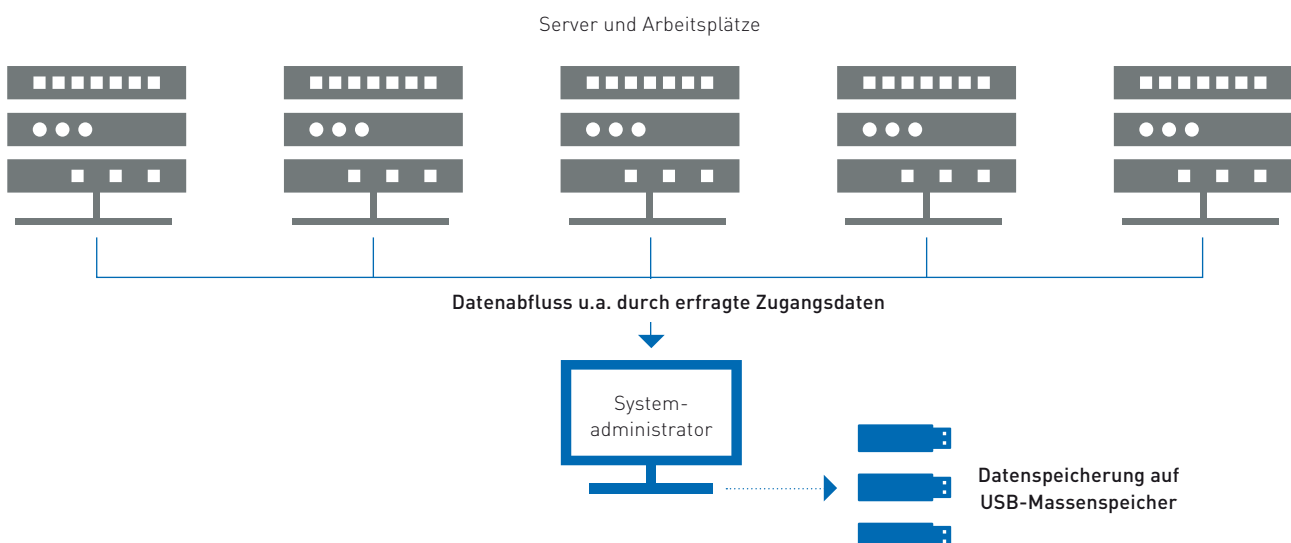 Server und Arbeitsplätze
Datenabfluss u.a. durch erfragte Zugangsdaten
System-
administrator
Datenspeicherung auf
USB-Massenspeicher